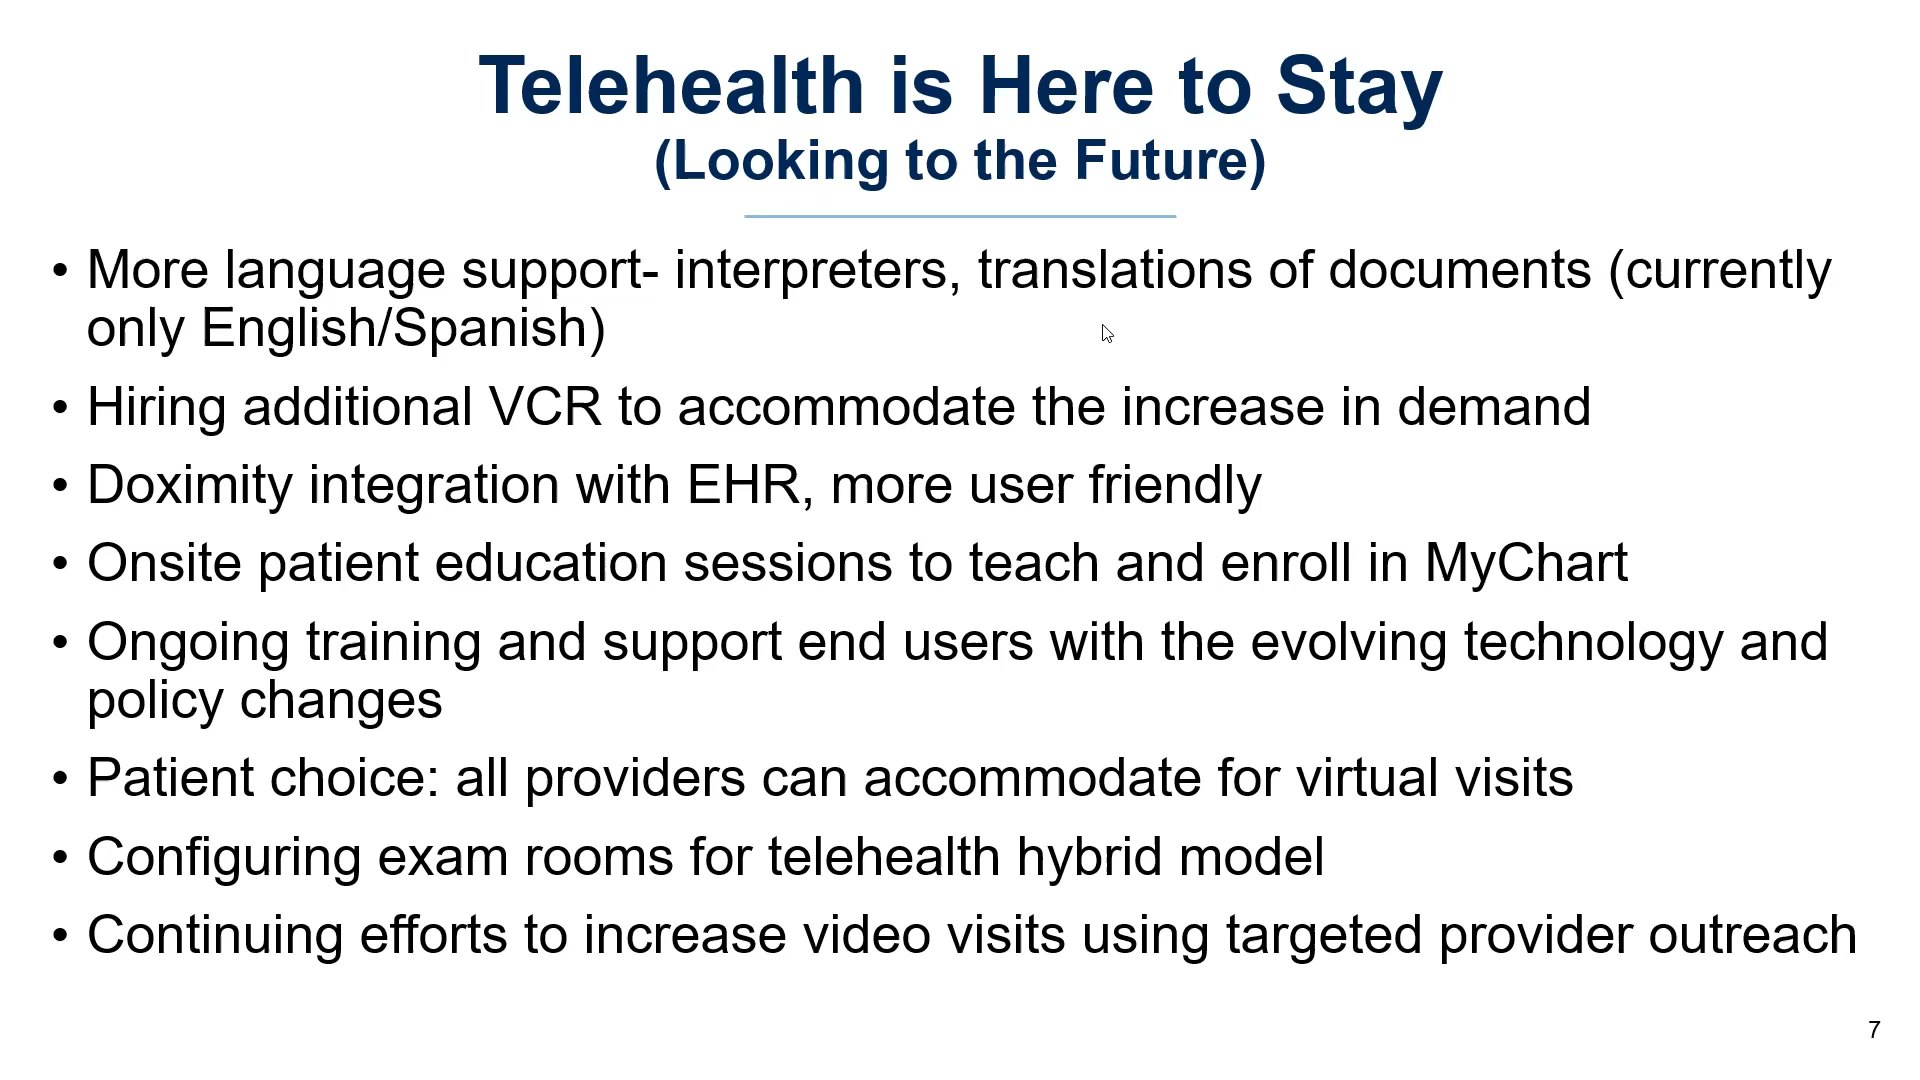 Telehealth is Here to Stay
(Looking to the Future)
• More language support- interpreters, translations of documents (currently
only English/Spanish)
• Hiring additional VCR to accommodate the increase in demand
• Doximity integration with EHR, more user friendly
• Onsite patient education sessions to teach and enroll in MyChart
• Ongoing training and support end users with the evolving technology and
policy changes
• Patient choice: all providers can accommodate for virtual visits
• Configuring exam rooms for telehealth hybrid model
• Continuing efforts to increase video visits using targeted provider outreach
7